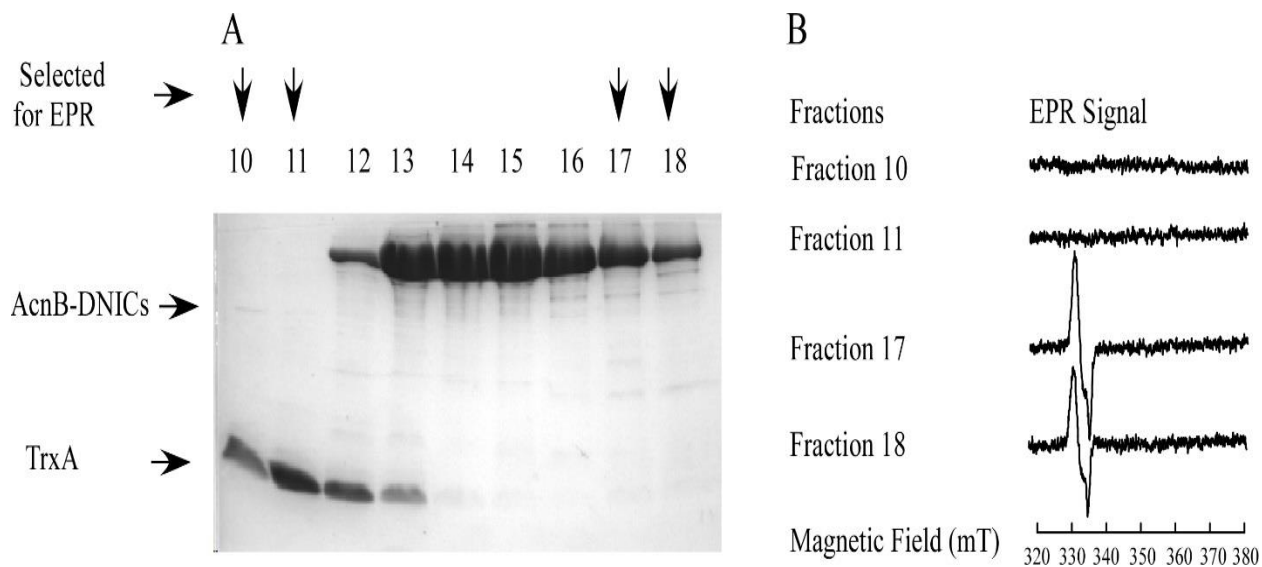 A
Selected
for EPR
10 11 12 13 14 15 16 17 18
AcnB-DNICs
TrxA
B
Fractions EPR Signal
Fraction 10
Fraction 11
Fraction 17
Fraction 18
Magnetic Field (mT)
320 330 340 350 360 370 380